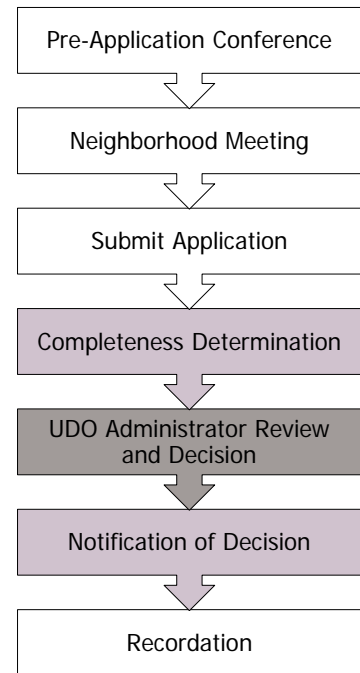 Pre-Application Conference
Neighborhood Meeting
Submit Application
Completeness Determination
UDO Administrator Review
and Decision
Notification of Decision
Recordation